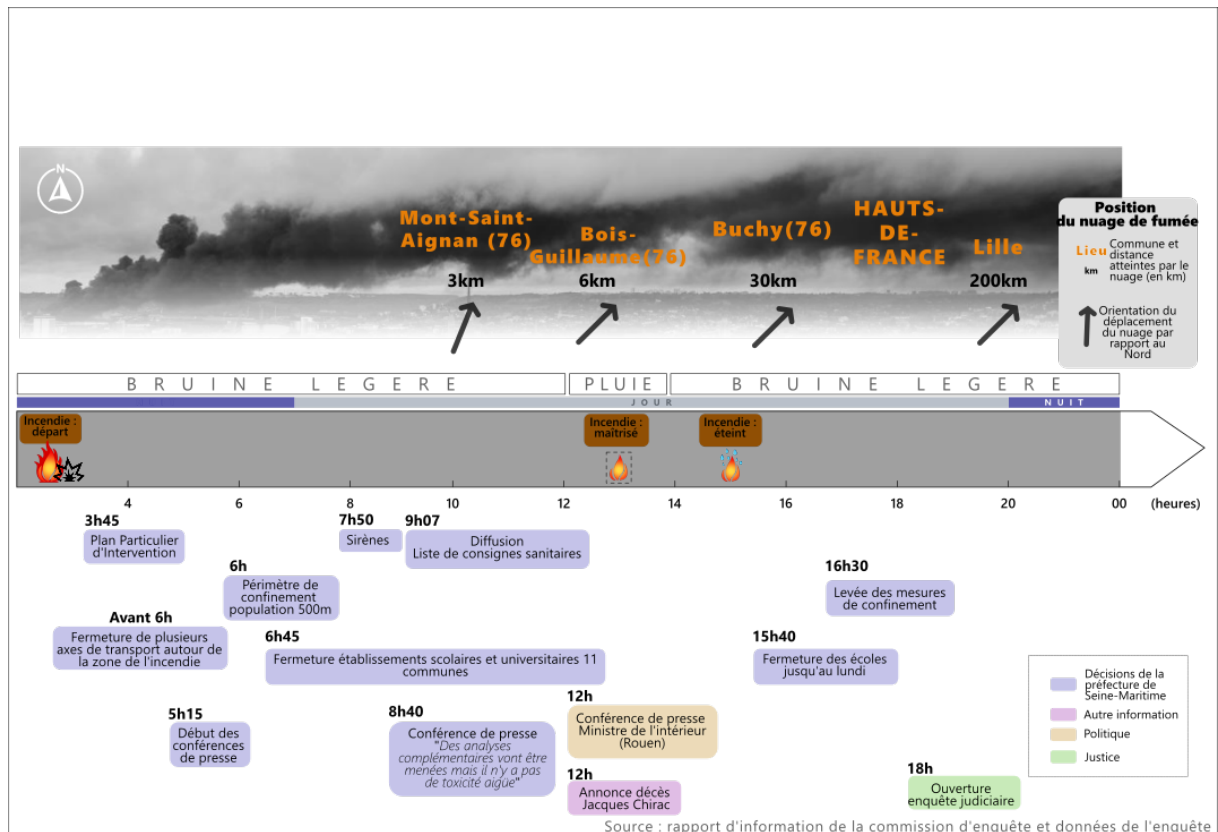 N
Mont-Saint-
Aignan (76)
Bois-
Guillaume(76)
Buchy(76)
HAUTS-
DE-
FRANCE
Lille
3km
6km
30km
200km
Position
du nuage de fumée
Lieu
km
Commune et
distance
atteintes par le
nuage (en km)
Orientation du
déplacement
du nuage par
rapport au
Nord
BRUINE LEGERE
PLUIE
BRUINE LEGERE
JOUR
NUIT
Incendie :
départ
Incendie :
maîtrisé
Incendie :
éteint
4 6 8 10 12 14 16 18 20 00 (heures)
3h45
Plan Particulier
d'Intervention
7h50
Sirènes
9h07
Diffusion
Liste de consignes sanitaires
6h
Périmètre de
confinement
population 500m
16h30
Levée des mesures
de confinement
Avant 6h
Fermeture de plusieurs
axes de transport autour de
la zone de l'incendie
6h45
Fermeture établissements scolaires et universitaires 11
communes
15h40
Fermeture des écoles
jusqu'au lundi
5h15
Début des
conférences
de presse
8h40
Conférence de presse
"Des analyses
complémentaires vont être
menées mais il n'y a pas
de toxicité aigüe"
12h
Conférence de presse
Ministre de l'intérieur
(Rouen)
12h
Annonce décès
Jacques Chirac
18h
Ouverture
enquête judiciaire
Décisions de la
préfecture de
Seine-Maritime
Autre information
Politique
Justice
Source : rapport d'information de la commission d'enquête et données de l'enquête